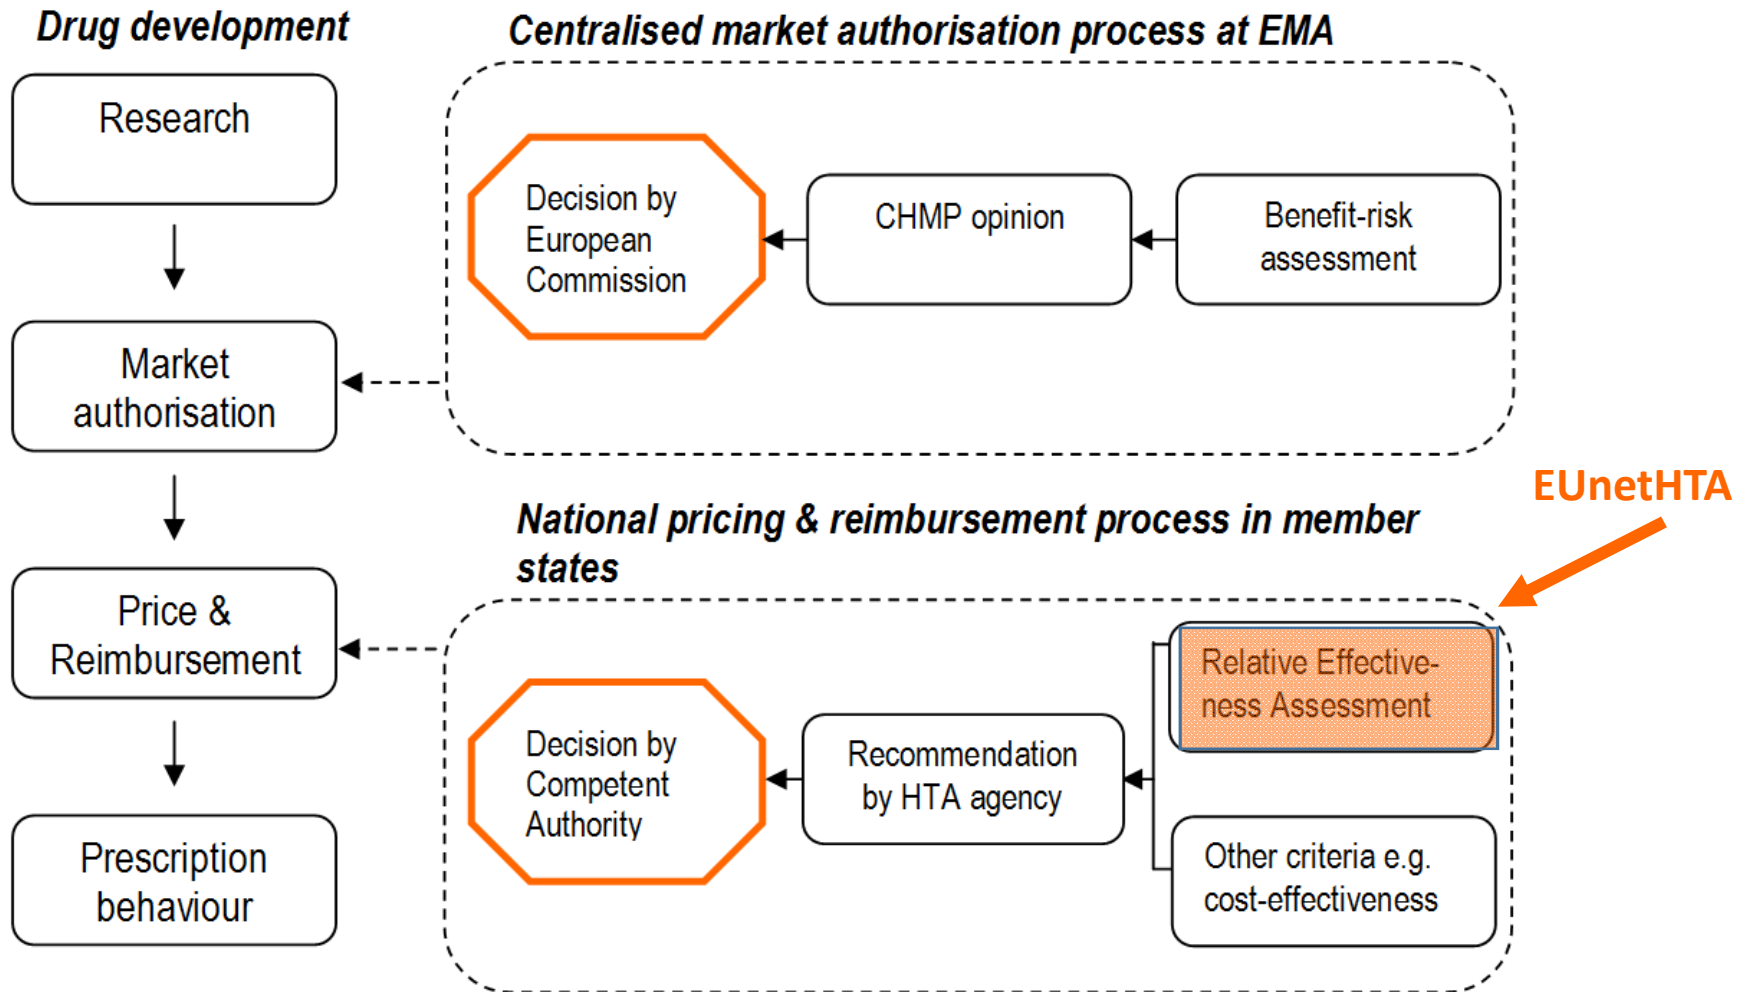 Drug development
Research
Market
authorisation
Price &
Reimbursement
Prescription
behaviour
Centralised market authorisation process at EMA
Decision by
European
Commission
CHMP opinion
Benefit-risk
assessment
EUnetHTA
National pricing & reimbursement process in member
states
Decision by
Competent
Authority
Recommendation
by HTA agency
Relative Effective-
ness Assessment
Other criteria e.g.
cost-effectiveness